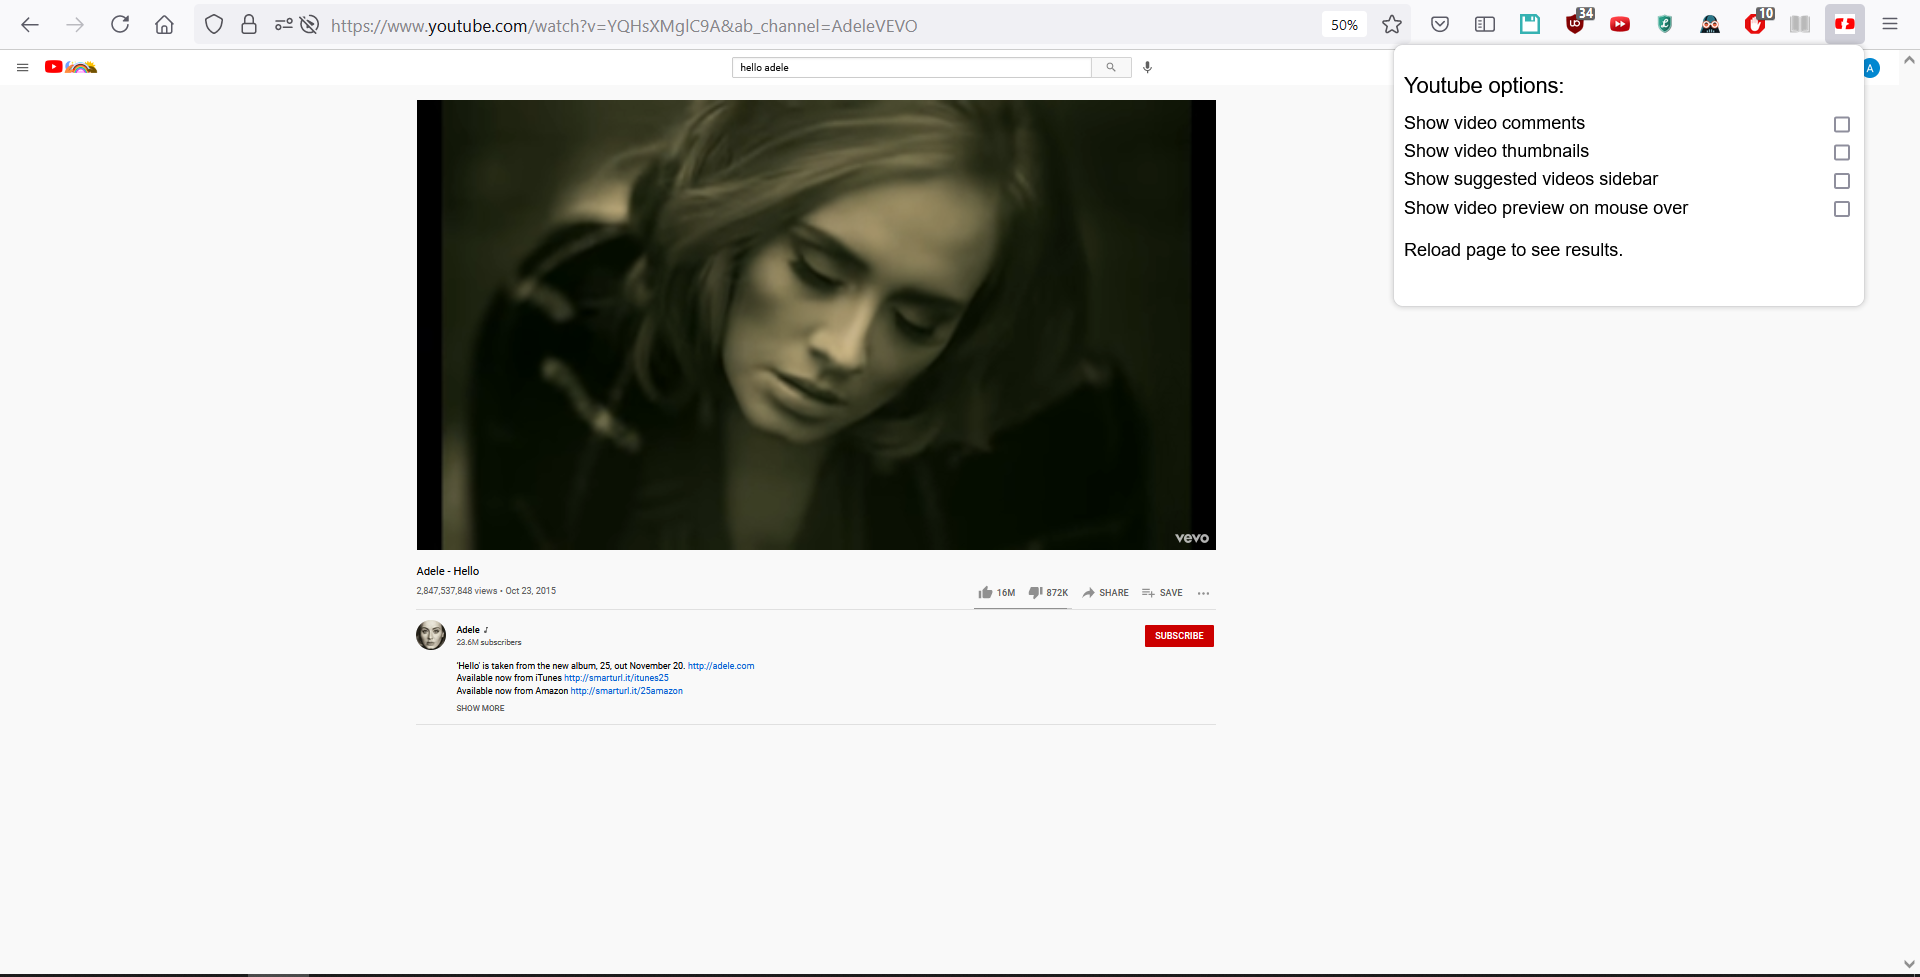 https://www.youtube.com/watch?v=YQHsXMglC9A&ab_channel=AdeleVEVO
50%
34
10
hello adele
A
Youtube options:
Show video comments
Show video thumbnails
Show suggested videos sidebar
Show video preview on mouse over
Reload page to see results.
vevo
Adele - Hello
2,847,537,848 views • Oct 23, 2015
16M 872K SHARE SAVE
Adele
23.6M subscribers
SUBSCRIBE
'Hello' is taken from the new album, 25, out November 20. http://adele.com
Available now from iTunes http://smarturl.it/itunes25
Available now from Amazon http://smarturl.it/25amazon
SHOW MORE